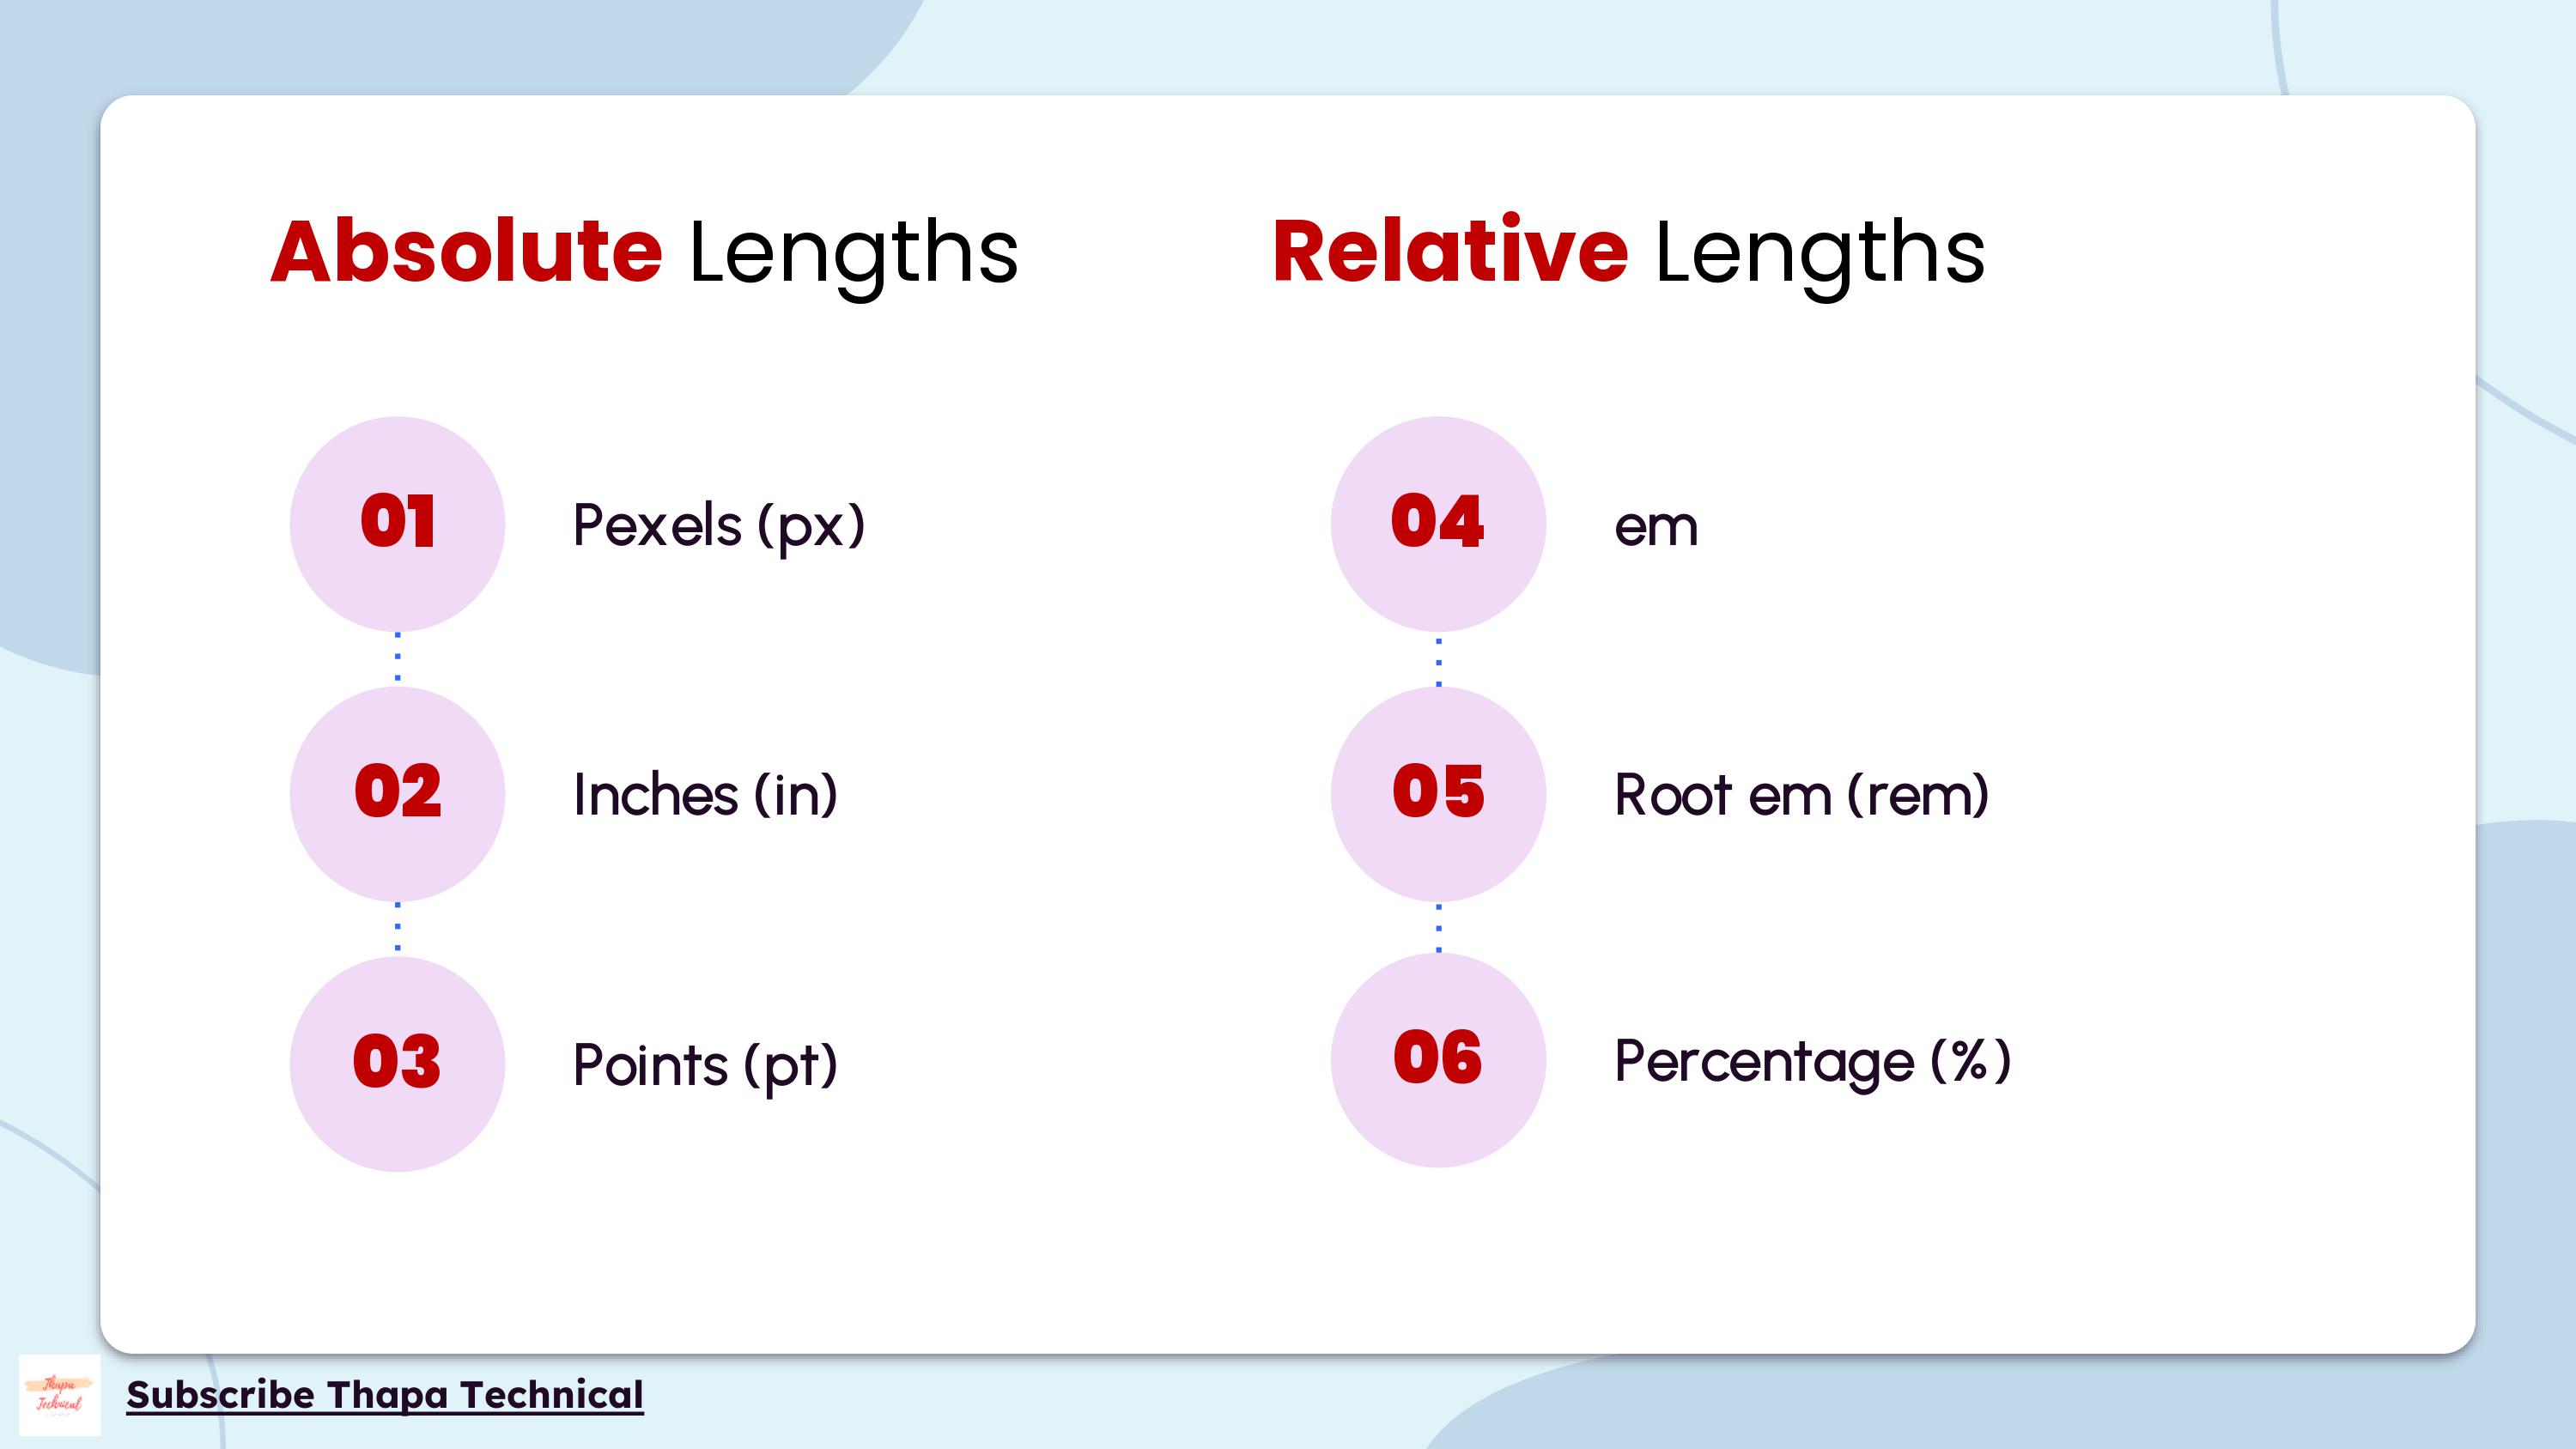 Absolute Lengths
01 Pexels (px)
02 Inches (in)
03 Points (pt)
Relative Lengths
04 em
05 Root em (rem)
06 Percentage (%)
Thapa
Technical
Subscribe Thapa Technical